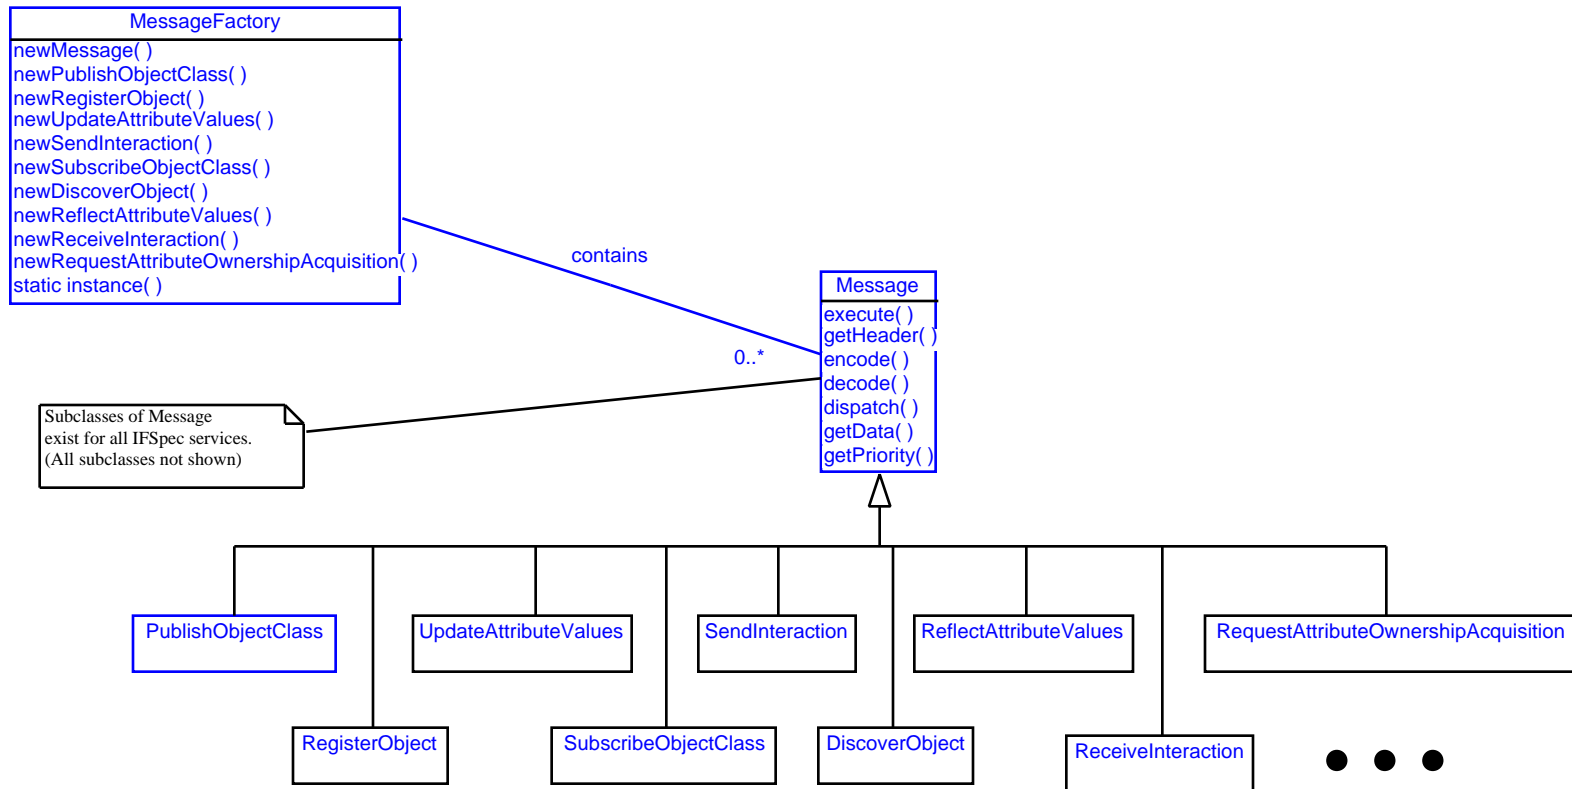 MessageFactory
newMessage( )
newPublishObjectClass( )
newRegisterObject( )
newUpdateAttributeValues( )
newSendInteraction( )
newSubscribeObjectClass( )
newDiscoverObject( )
newReflectAttributeValues( )
newReceiveInteraction( )
newRequestAttributeOwnershipAcquisition( )
static instance( )
contains
0..*
Message
execute( )
getHeader( )
encode( )
decode( )
dispatch( )
getData( )
getPriority( )
Subclasses of Message
exist for all IFSpec services.
(All subclasses not shown)
PublishObjectClass
UpdateAttributeValues
SendInteraction
ReflectAttributeValues
RequestAttributeOwnershipAcquisition
RegisterObject
SubscribeObjectClass
DiscoverObject
ReceiveInteraction